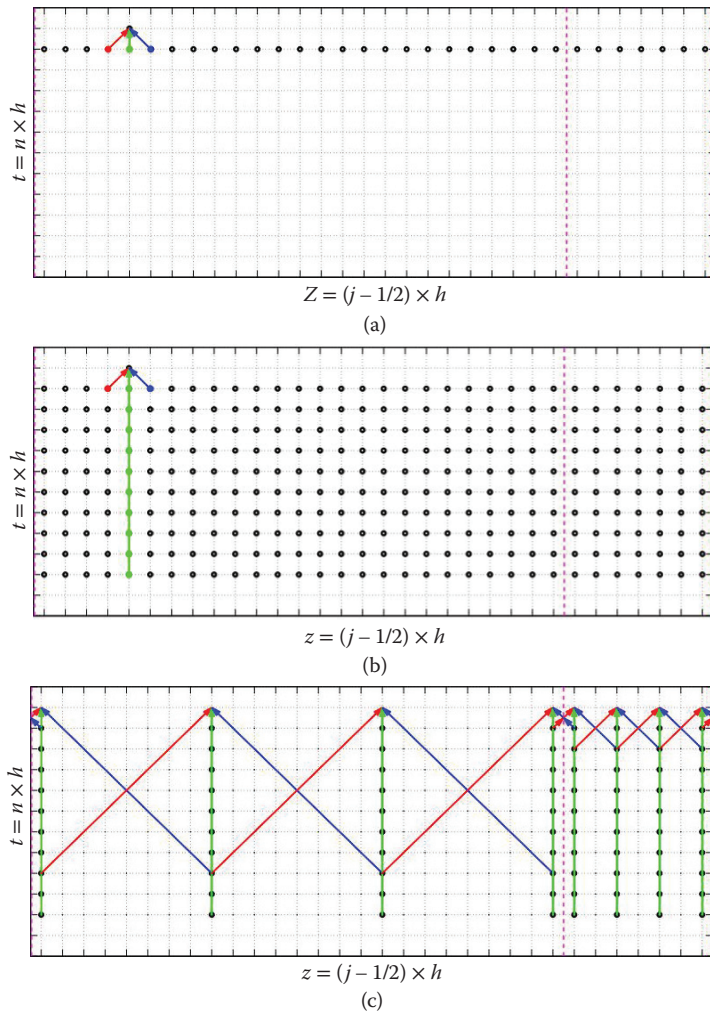 t = n × h
Z = (j – 1/2) × h
(a)
t = n × h
z = (j – 1/2) × h
(b)
t = n × h
z = (j – 1/2) × h
(c)